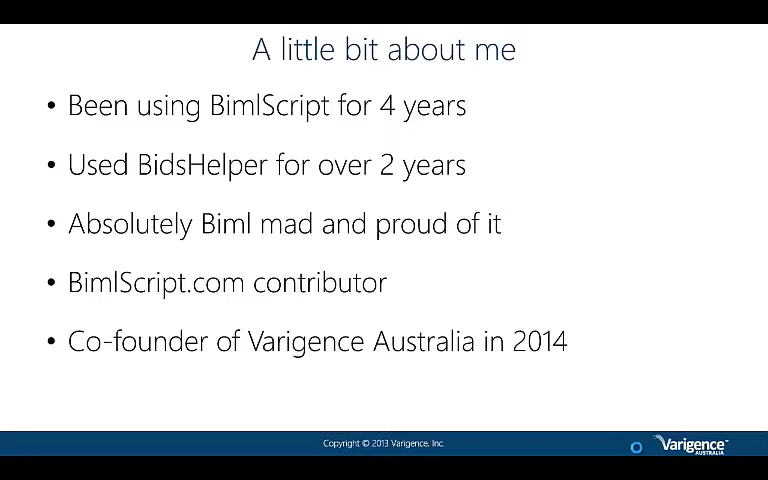 A little bit about me
• Been using BimlScript for 4 years
• Used BidsHelper for over 2 years
• Absolutely Biml mad and proud of it
• BimlScript.com contributor
• Co-founder of Varigence Australia in 2014
Copyright © 2013 Varigence, Inc.
Varigence™
AUSTRALIA